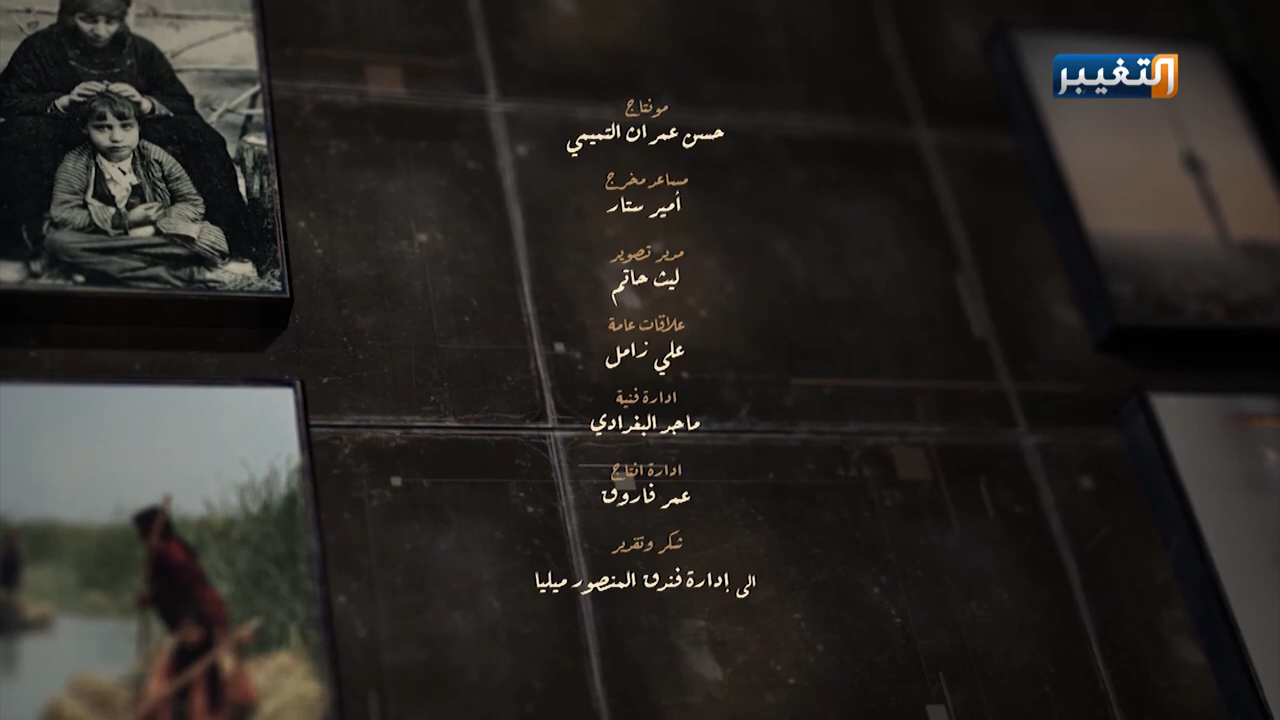 التغيير
مونتاج
حسن عمران التميمي
مساعد مخرج
أمير ستار
مدير تصوير
ليث حاتم
علاقات عامة
علي زامل
ادارة فنية
ماجد البغدادي
ادارة انتاج
عمر فاروق
شكر وتقدير
الى إدارة فندق المنصور ميليا